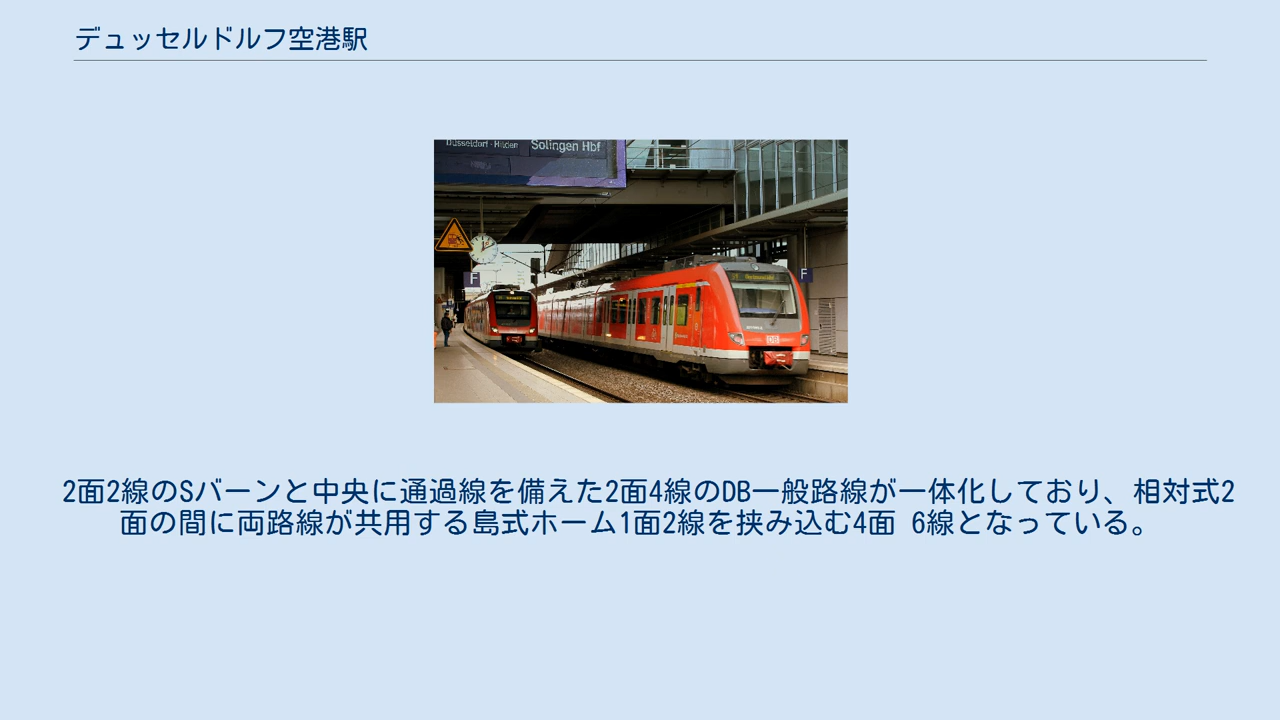 デュッセルドルフ空港駅
Düsseldorf - Hilden Solingen Hbf
F
F
DB
2面2線のSバーンと中央に通過線を備えた2面4線のDB一般路線が一体化しており、相対式2
面の間に両路線が共用する島式ホーム1面2線を挟み込む4面 6線となっている。